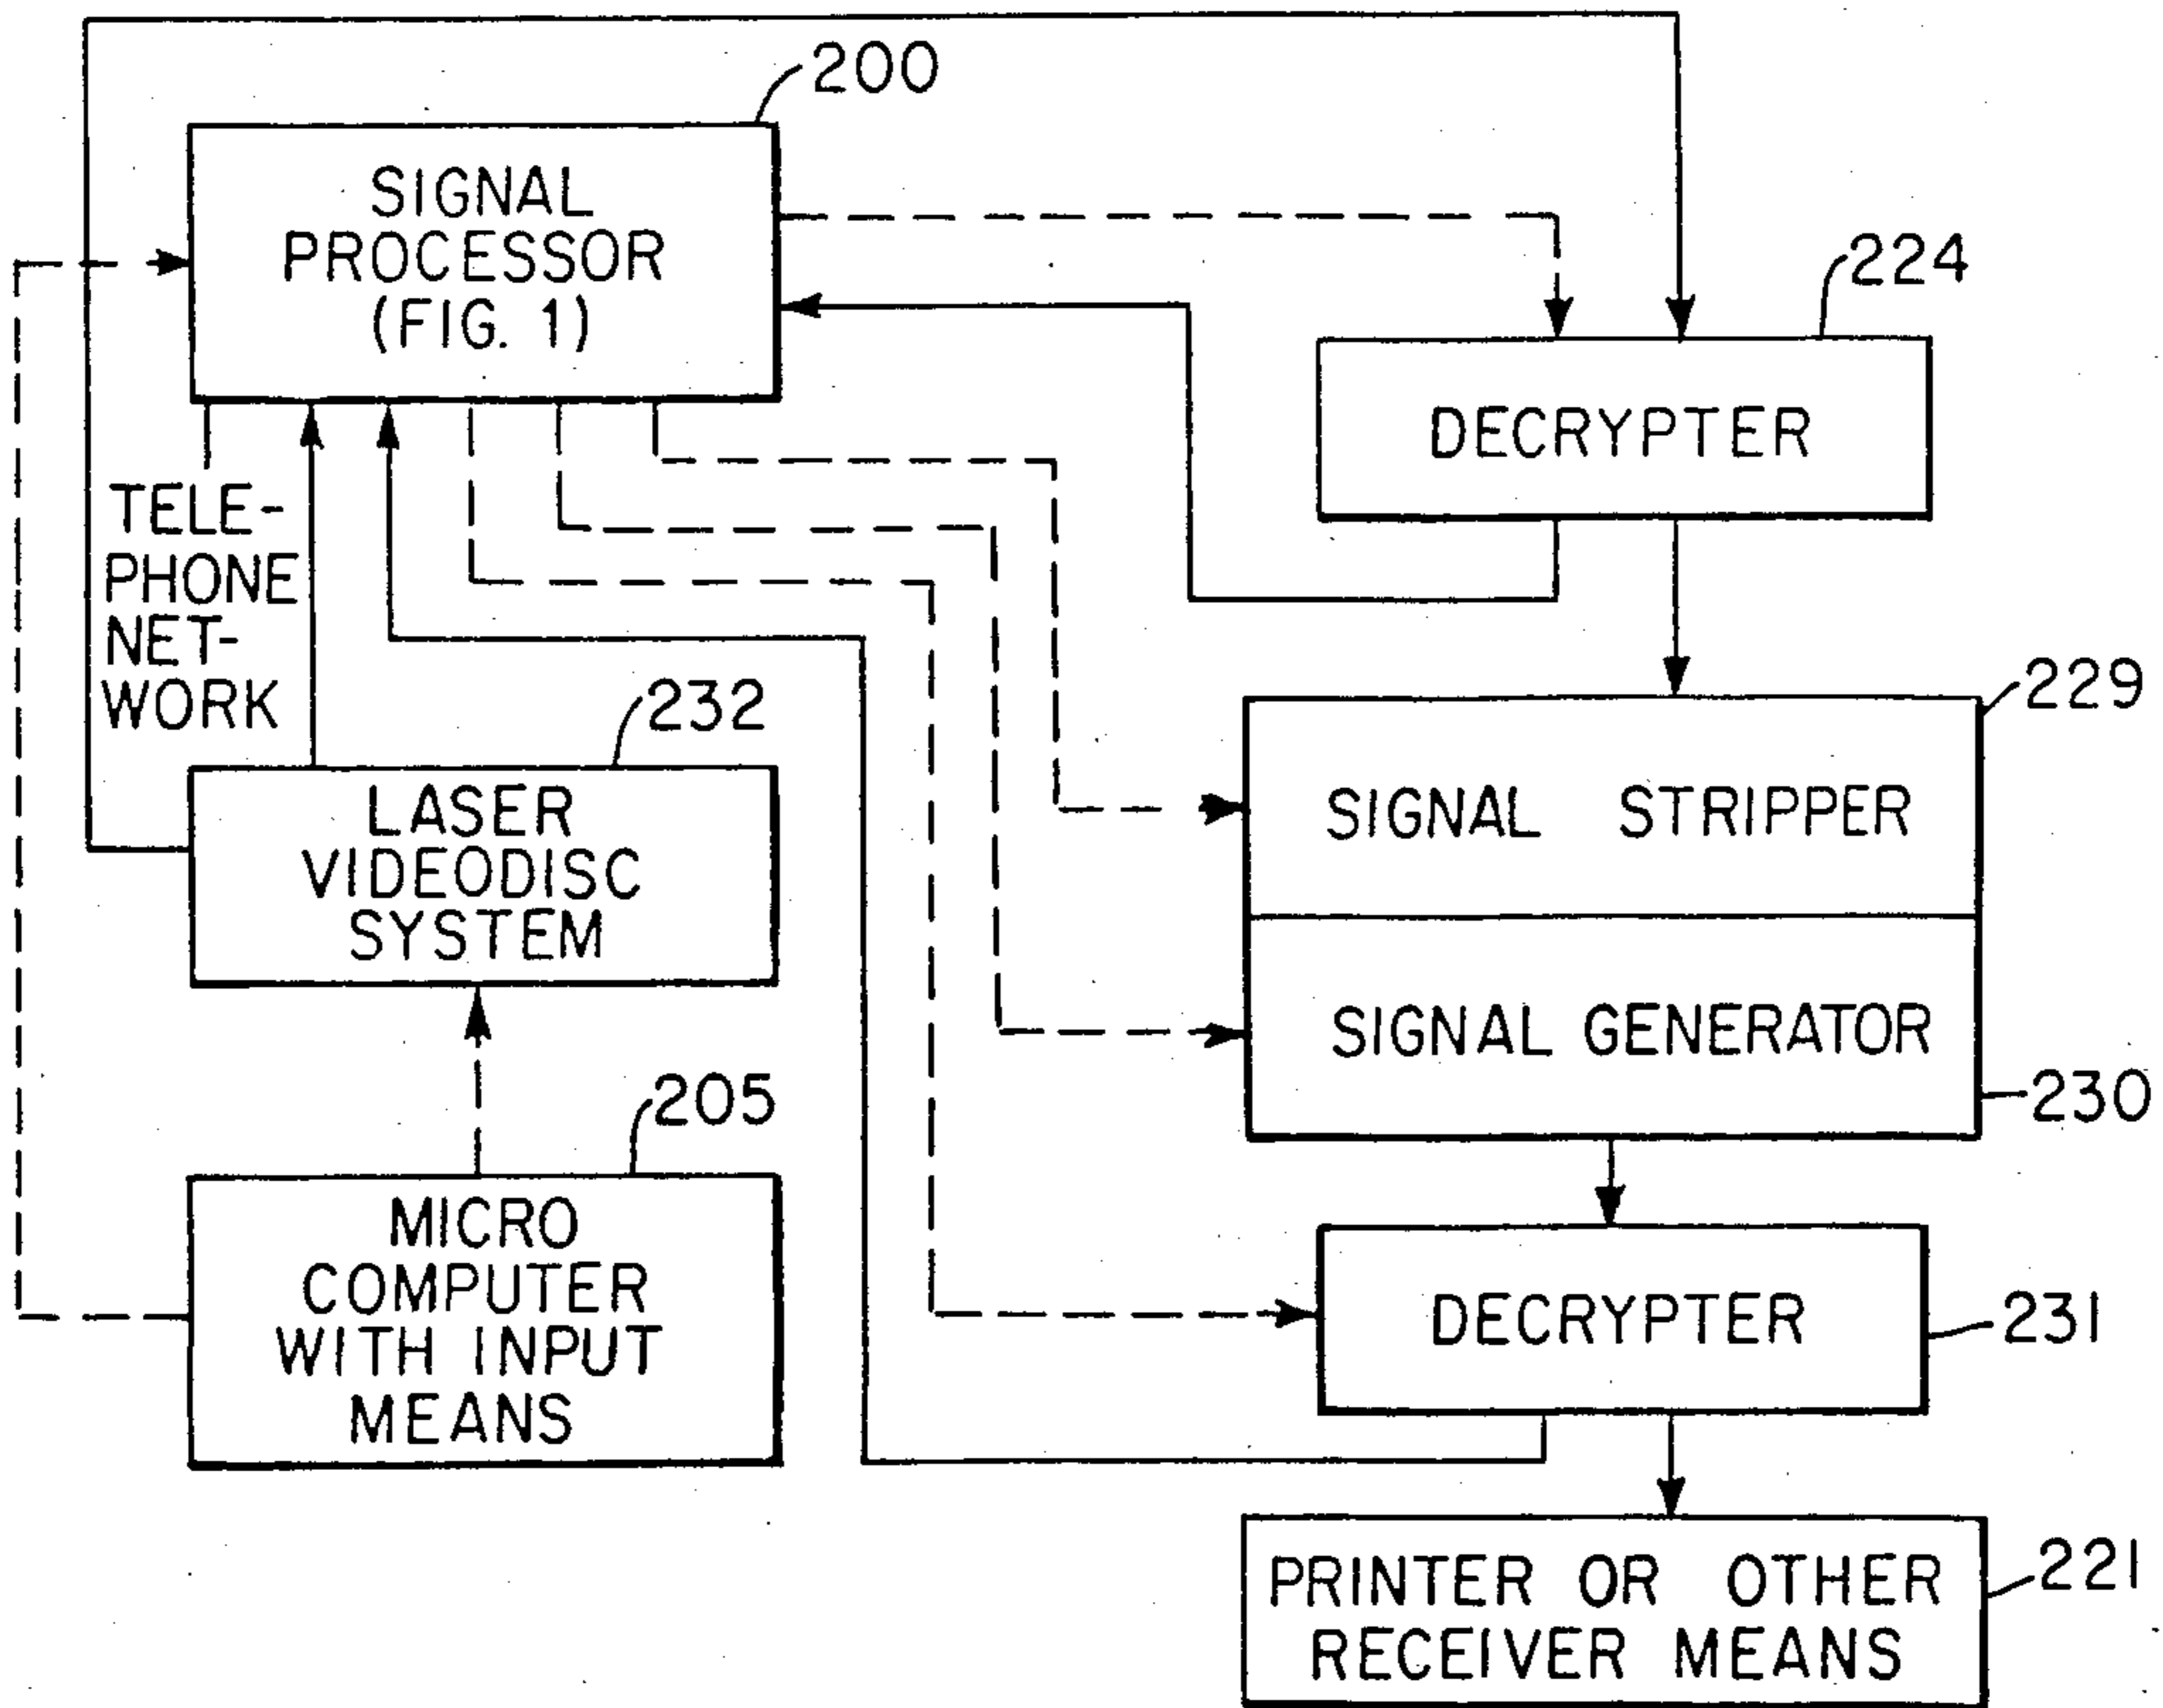 200
SIGNAL
PROCESSOR
(FIG. 1)
224
DECRYPTER
TELE-
PHONE
NET-
WORK
232
LASER
VIDEODISC
SYSTEM
229
SIGNAL STRIPPER
SIGNAL GENERATOR
230
205
MICRO
COMPUTER
WITH INPUT
MEANS
DECRYPTER
231
PRINTER OR OTHER
RECEIVER MEANS
221